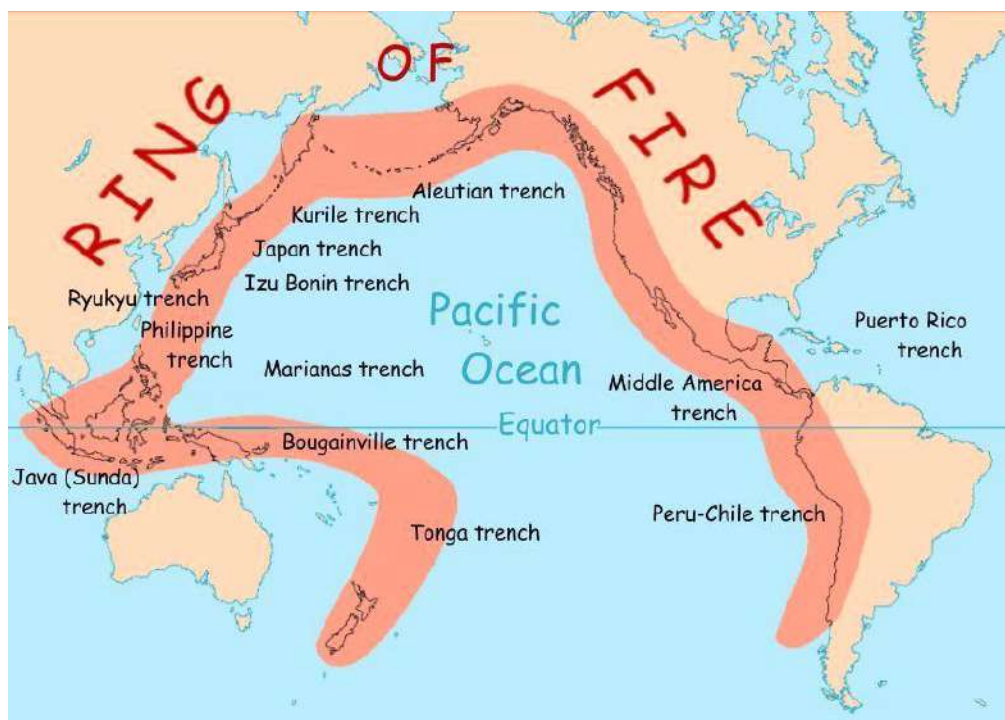 RING OF FIRE
Aleutian trench
Kurile trench
Japan trench
Izu Bonin trench
Ryukyu trench
Philippine
trench
Marianas trench
Pacific
Ocean
Equator
Puerto Rico
trench
Middle America
trench
Bougainville trench
Java (Sunda)
trench
Tonga trench
Peru-Chile trench